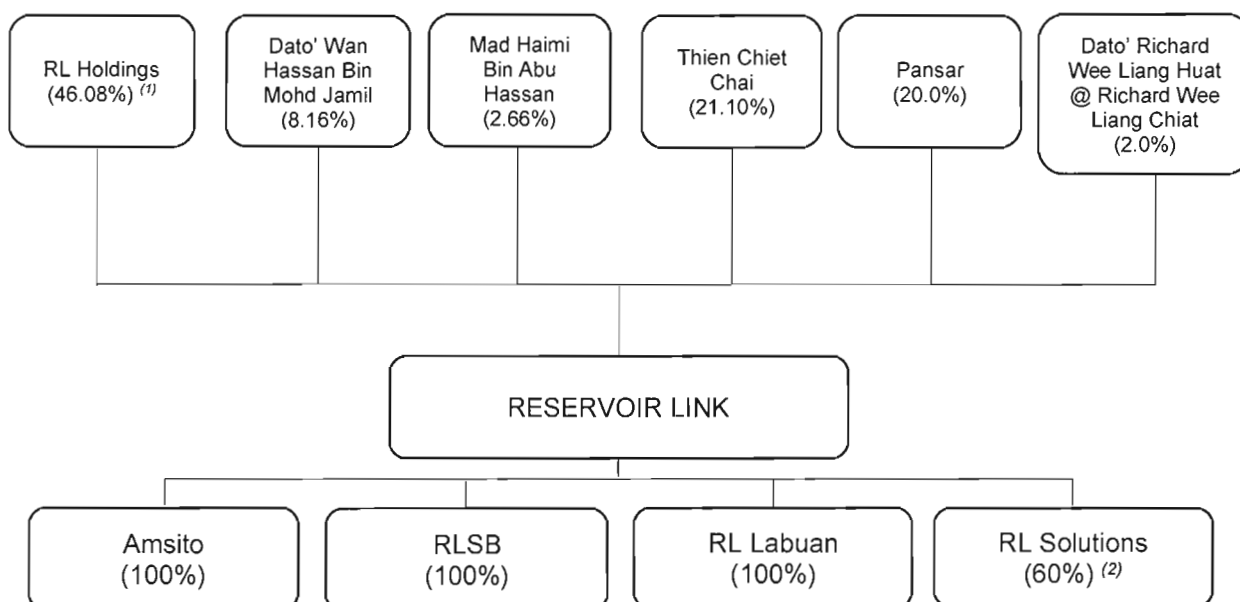 RL Holdings
(46.08%) (1)
Dato' Wan
Hassan Bin
Mohd Jamil
(8.16%)
Mad Haimi
Bin Abu
Hassan
(2.66%)
Thien Chiet
Chai
(21.10%)
Pansar
(20.0%)
Dato' Richard
Wee Liang Huat
@ Richard Wee
Liang Chiat
(2.0%)
RESERVOIR LINK
Amsito
(100%)
RLSB
(100%)
RL Labuan
(100%)
RL Solutions
(60%) (2)